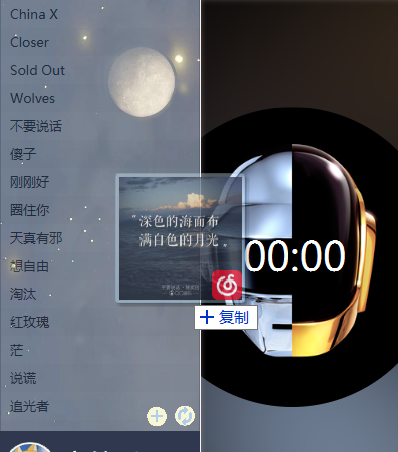 China X
Closer
Sold Out
Wolves
不要说话
傻子
刚刚好
圈住你
天真有邪
想自由
淘汰
红玫瑰
茫
说谎
追光者
“深色的海面布
满白色的月光”
00:00
复制